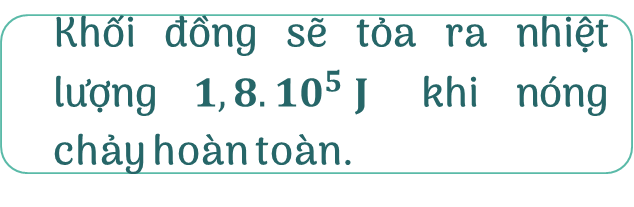 Khối đồng sẽ tỏa ra nhiệt
lượng 1,8. 10⁵ J khi nóng
chảy hoàn toàn.